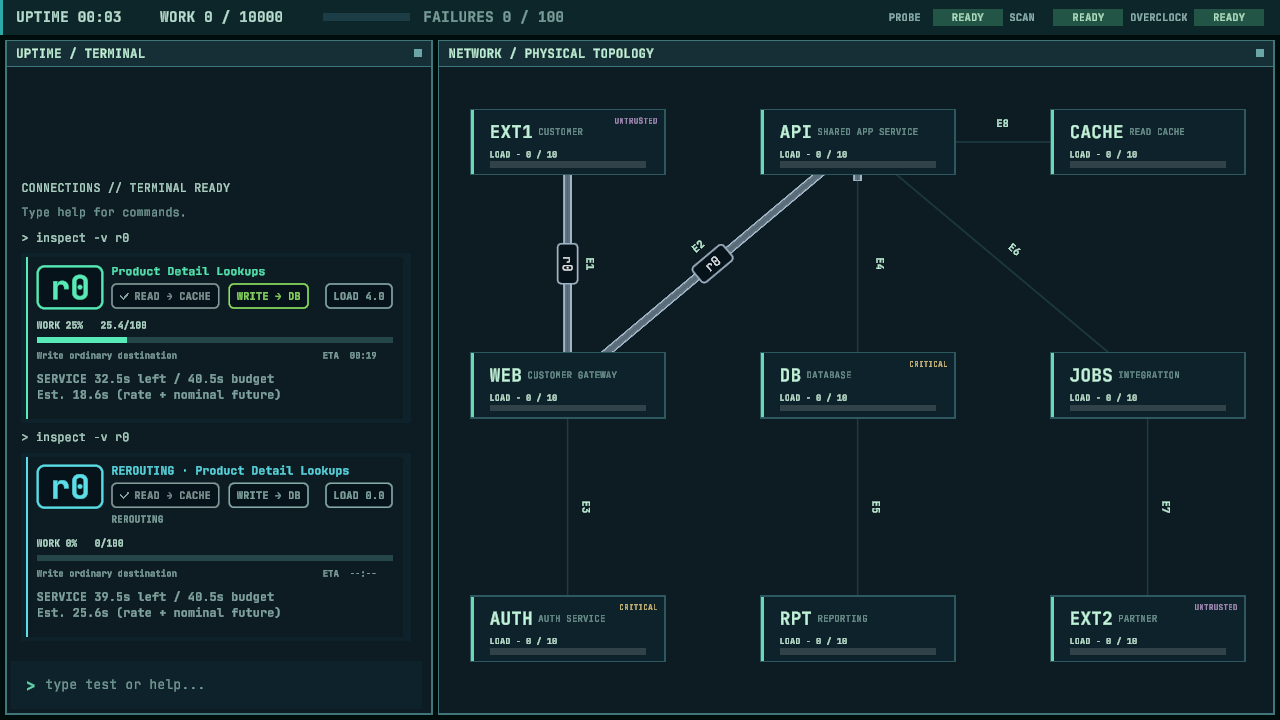 UPTIME 00:03 WORK 0 / 10000 FAILURES 0 / 100 PROBE READY SCAN READY OVERCLOCK READY
UPTIME / TERMINAL
CONNECTIONS // TERMINAL READY
Type help for commands.
> inspect -v r0
r0 Product Detail Lookups
✓ READ → CACHE WRITE → DB LOAD 4.0
WORK 25% 25.4/100
Write ordinary destination ETA 00:19
SERVICE 32.5s left / 40.5s budget
Est. 18.6s (rate + nominal future)
> inspect -v r0
r0 REROUTING · Product Detail Lookups
✓ READ → CACHE WRITE → DB LOAD 0.0
REROUTING
WORK 0% 0/100
Write ordinary destination ETA --:--
SERVICE 39.5s left / 40.5s budget
Est. 25.6s (rate + nominal future)
> type test or help...
NETWORK / PHYSICAL TOPOLOGY
EXT1 CUSTOMER UNTRUSTED
LOAD - 0 / 10
API SHARED APP SERVICE
LOAD - 0 / 10
E8
CACHE READ CACHE
LOAD - 0 / 10
r0 E1
E2 r0
E4
E6
WEB CUSTOMER GATEWAY
LOAD - 0 / 10
DB DATABASE CRITICAL
LOAD - 0 / 10
JOBS INTEGRATION
LOAD - 0 / 10
E3
E5
E7
AUTH AUTH SERVICE CRITICAL
LOAD - 0 / 10
RPT REPORTING
LOAD - 0 / 10
EXT2 PARTNER UNTRUSTED
LOAD - 0 / 10